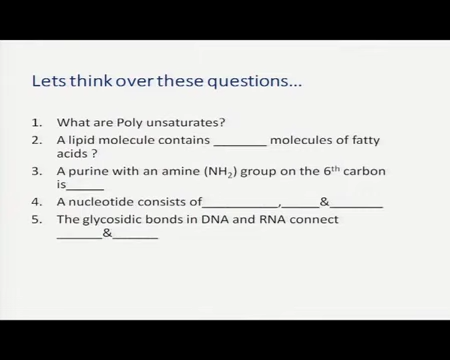 Lets think over these questions...
1. What are Poly unsaturates?
2. A lipid molecule contains _______ molecules of fatty
acids ?
3. A purine with an amine (NH2) group on the 6th carbon
is_____
4. A nucleotide consists of__________,_____&_______
5. The glycosidic bonds in DNA and RNA connect
______&______